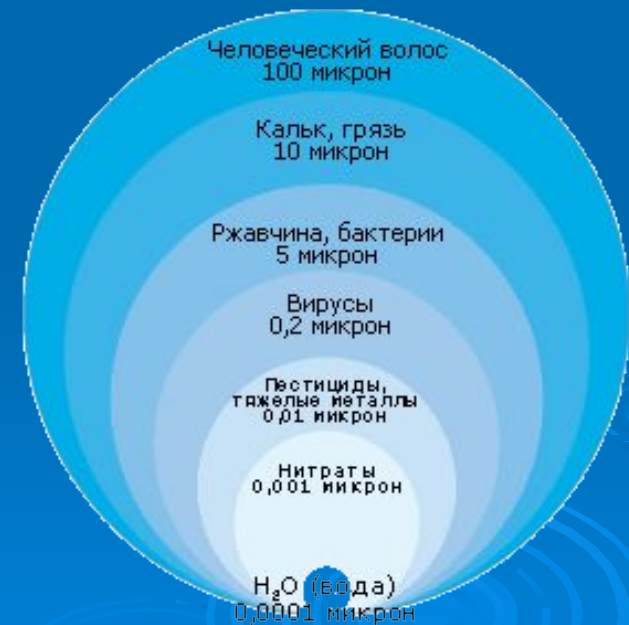 Человеческий волос
100 микрон
Кальк, грязь
10 микрон
Ржавчина, бактерии
5 микрон
Вирусы
0,2 микрон
Пестициды,
тяжелые металлы
0,01 микрон
Нитраты
0,001 микрон
H₂O (вода)
0,0001 микрон